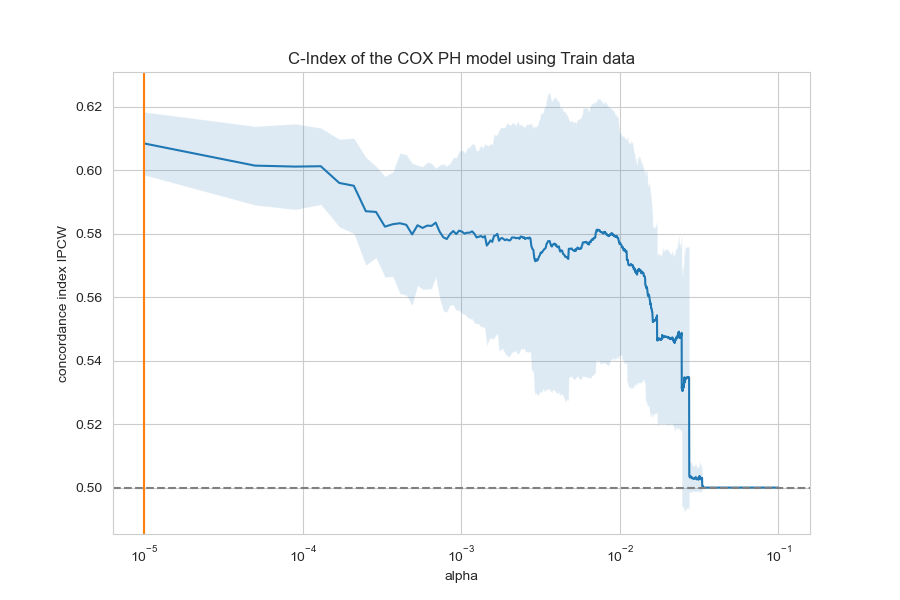 C-Index of the COX PH model using Train data
concordance index IPCW
0.62
0.60
0.58
0.56
0.54
0.52
0.50
10⁻⁵ 10⁻⁴ 10⁻³ 10⁻² 10⁻¹
alpha